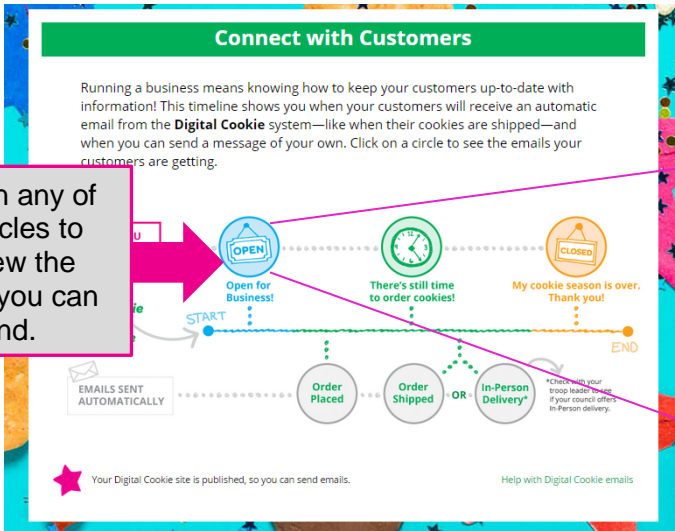 Connect with Customers
Running a business means knowing how to keep your customers up-to-date with
information! This timeline shows you when your customers will receive an automatic
email from the Digital Cookie system—like when their cookies are shipped—and
when you can send a message of your own. Click on a circle to see the emails your
customers are getting.
any of
cles to
ew the
you can
nd.
U
OPEN
Open for
Business!
12
There's still time
to order cookies!
CLOSED
My cookie season is over.
Thank you!
START
END
EMAILS SENT
AUTOMATICALLY
Order
Placed
Order
Shipped
OR
In-Person
Delivery*
*Check with your
troop leader to see
if your council offers
In-Person delivery.
Your Digital Cookie site is published, so you can send emails.
Help with Digital Cookie emails